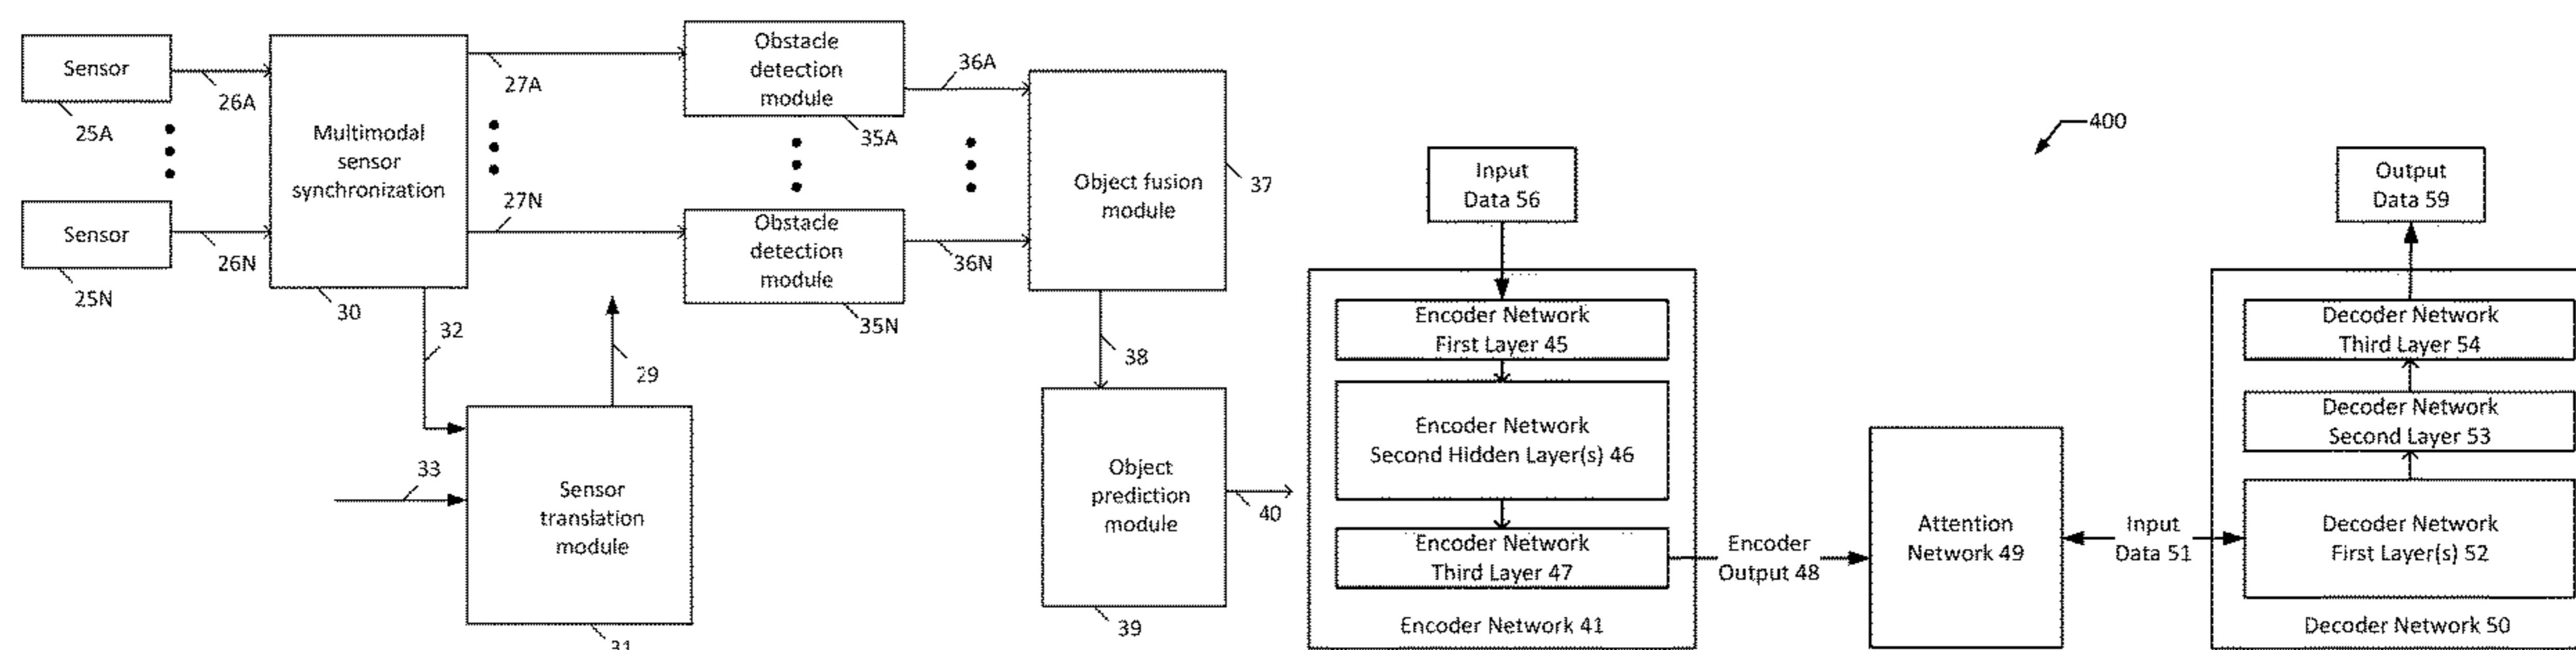 Sensor
25A
26A
Sensor
25N
26N
Multimodal
sensor
synchronization
30
27A
27N
32
33
29
Sensor
translation
module
31
Obstacle
detection
module
35A
Obstacle
detection
module
35N
36A
36N
Object fusion
module
37
38
Object
prediction
module
39
40
400
Input
Data 56
Encoder Network
First Layer 45
Encoder Network
Second Hidden Layer(s) 46
Encoder Network
Third Layer 47
Encoder Network 41
Encoder
Output 48
Attention
Network 49
Input
Data 51
Output
Data 59
Decoder Network
Third Layer 54
Decoder Network
Second Layer 53
Decoder Network
First Layer(s) 52
Decoder Network 50